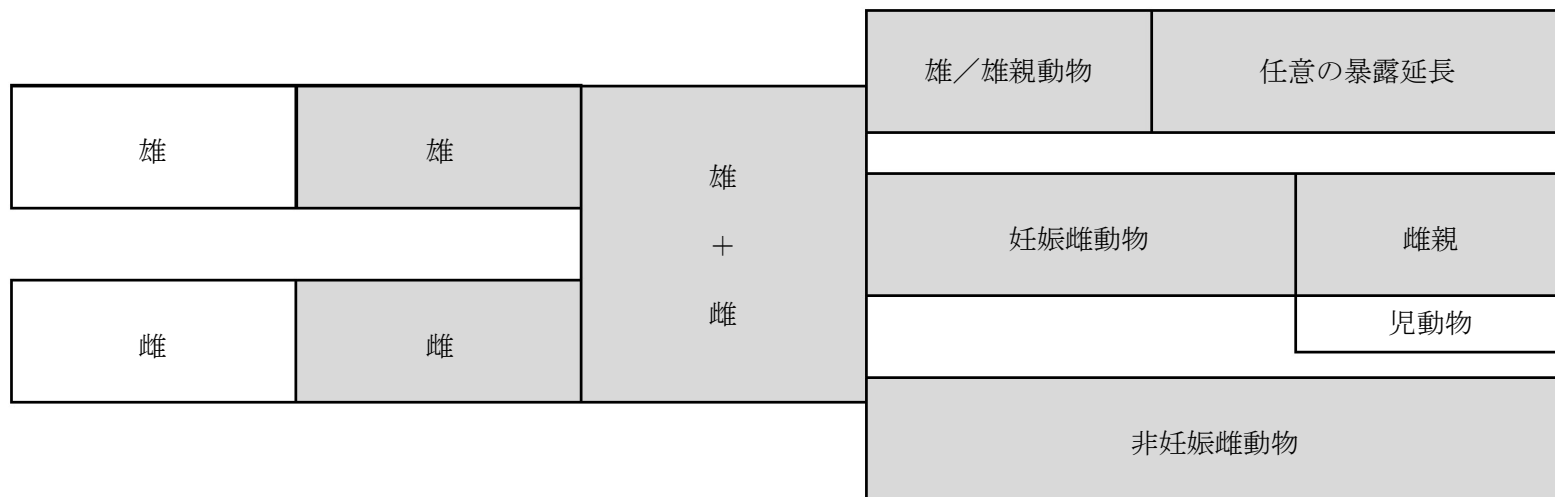 雄／雄親動物
任意の暴露延長
雄
雄
雄
＋
雌
妊娠雌動物
雌親
児動物
雌
雌
非妊娠雌動物